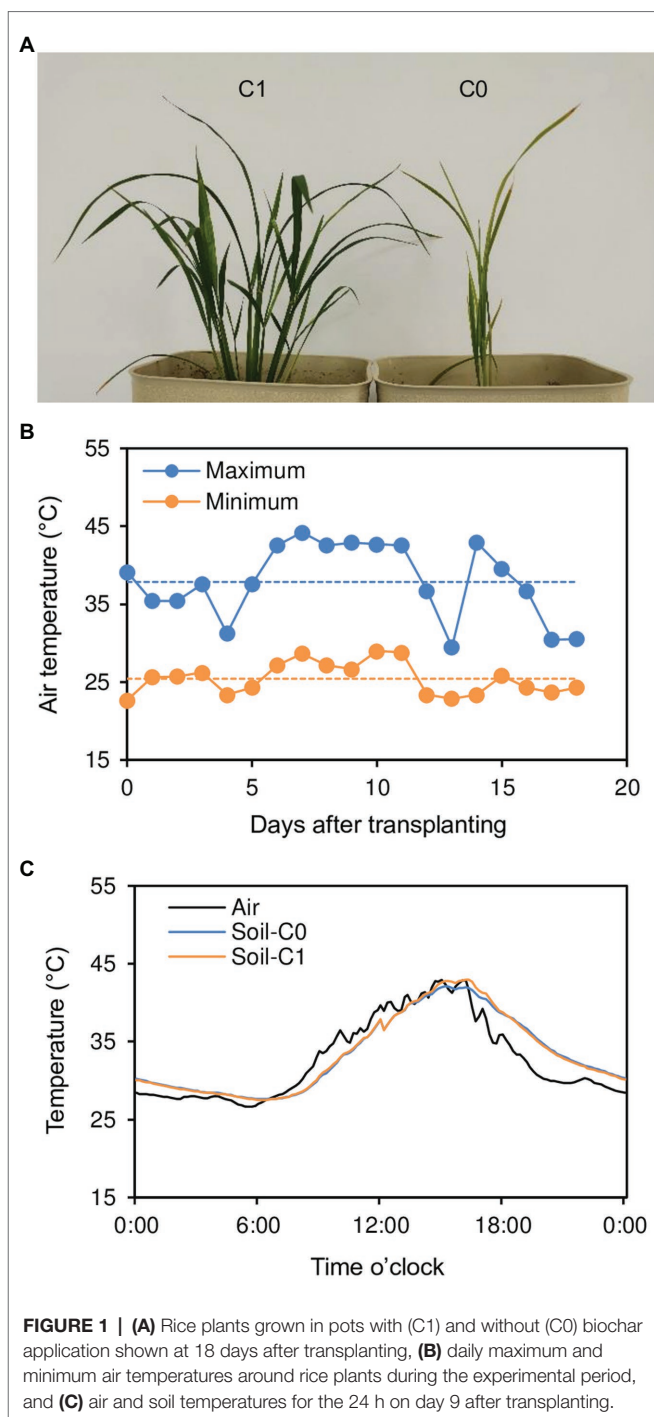 A
C1 C0
B
55
45
35
25
15
Air temperature (°C)
Maximum
Minimum
0 5 10 15 20
Days after transplanting
C
55
45
35
25
15
Temperature (°C)
Air
Soil-C0
Soil-C1
0:00 6:00 12:00 18:00 0:00
Time o'clock
FIGURE 1 | (A) Rice plants grown in pots with (C1) and without (C0) biochar
application shown at 18 days after transplanting, (B) daily maximum and
minimum air temperatures around rice plants during the experimental period,
and (C) air and soil temperatures for the 24 h on day 9 after transplanting.